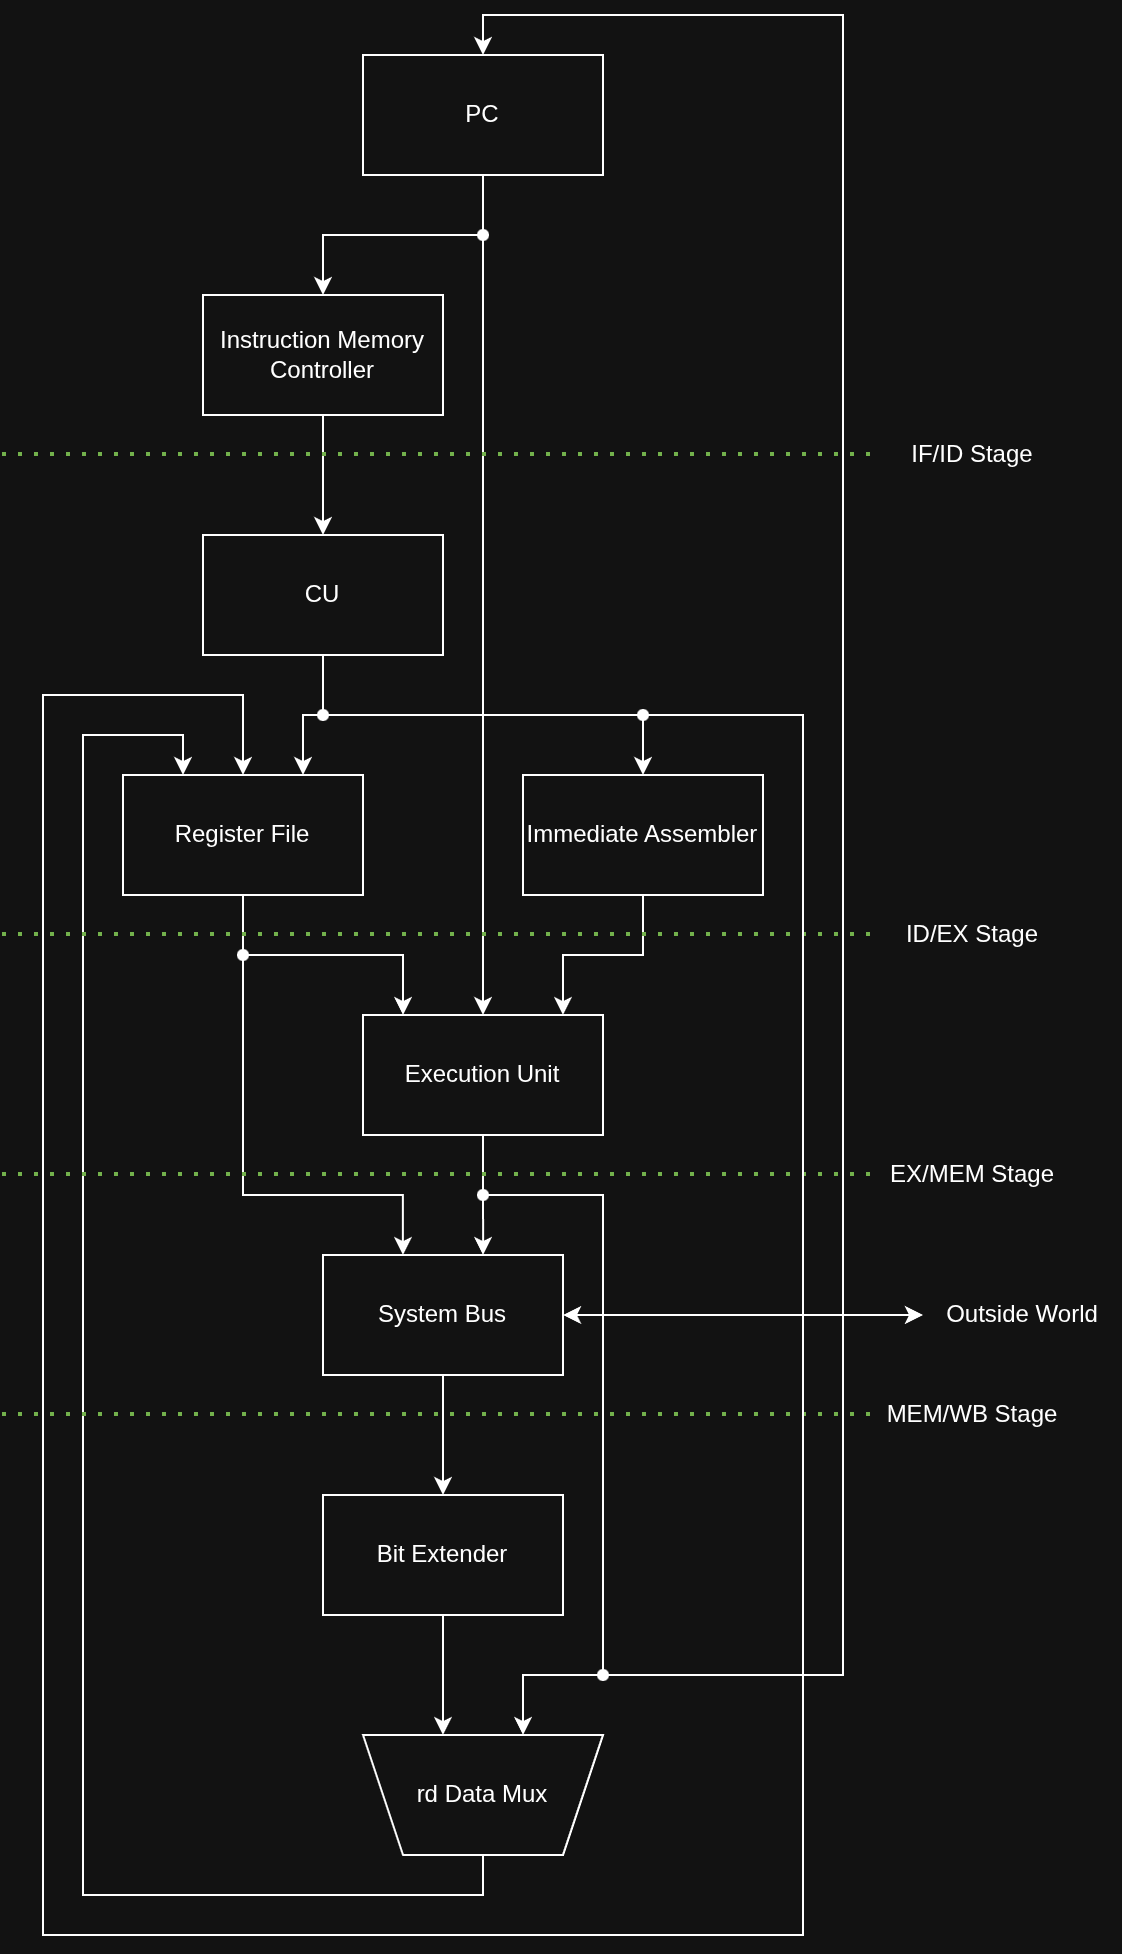 PC
Instruction Memory
Controller
IF/ID Stage
CU
Register File
Immediate Assembler
ID/EX Stage
Execution Unit
EX/MEM Stage
System Bus
Outside World
MEM/WB Stage
Bit Extender
rd Data Mux